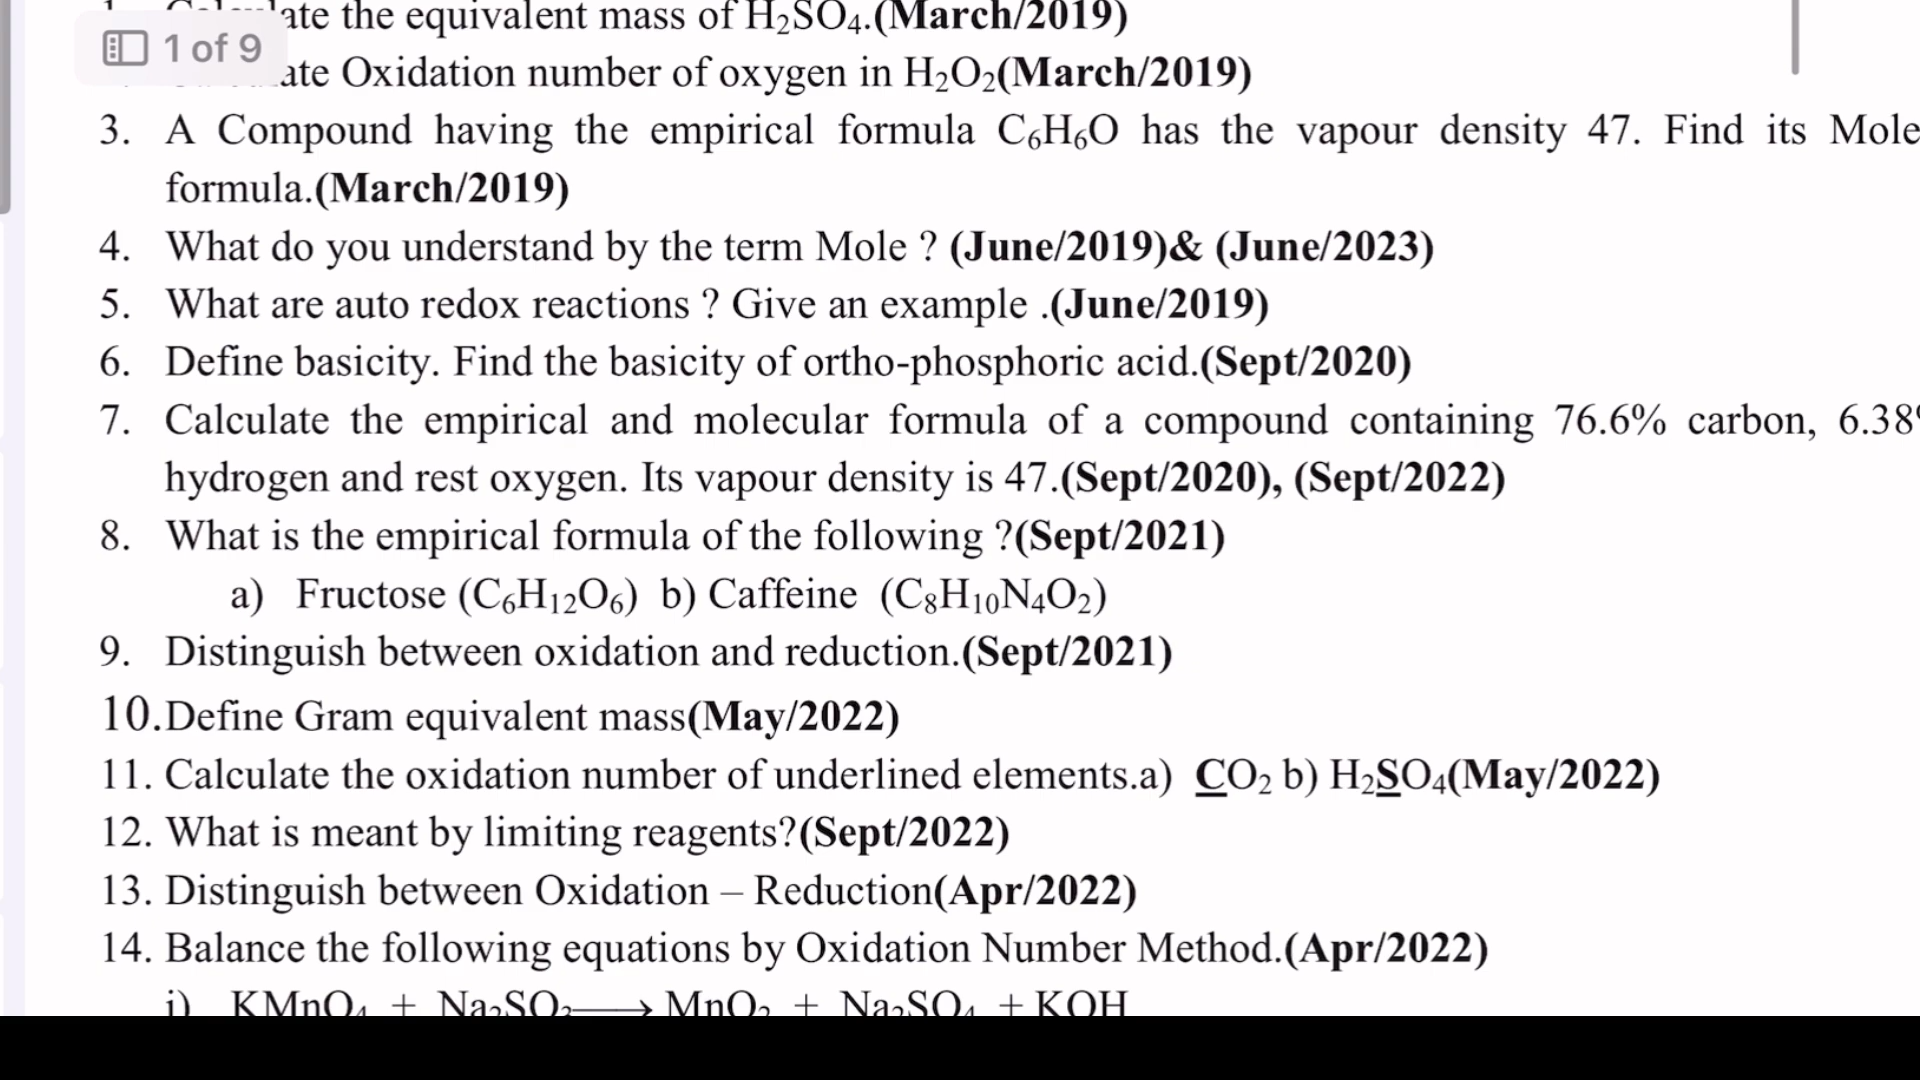 ate the equivalent mass of H₂SO₄.(March/2019)
1 of 9
ate Oxidation number of oxygen in H₂O₂(March/2019)
3. A Compound having the empirical formula C₆H₆O has the vapour density 47. Find its Mole
formula.(March/2019)
4. What do you understand by the term Mole ? (June/2019)& (June/2023)
5. What are auto redox reactions ? Give an example .(June/2019)
6. Define basicity. Find the basicity of ortho-phosphoric acid.(Sept/2020)
7. Calculate the empirical and molecular formula of a compound containing 76.6% carbon, 6.38
hydrogen and rest oxygen. Its vapour density is 47.(Sept/2020), (Sept/2022)
8. What is the empirical formula of the following ?(Sept/2021)
a) Fructose (C₆H₁₂O₆) b) Caffeine (C₈H₁₀N₄O₂)
9. Distinguish between oxidation and reduction.(Sept/2021)
10.Define Gram equivalent mass(May/2022)
11. Calculate the oxidation number of underlined elements.a) CO₂ b) H₂SO₄(May/2022)
12. What is meant by limiting reagents?(Sept/2022)
13. Distinguish between Oxidation – Reduction(Apr/2022)
14. Balance the following equations by Oxidation Number Method.(Apr/2022)
i) KMnO₄ + Na₂SO₃ ⟶ MnO₂ + Na₂SO₄ + KOH